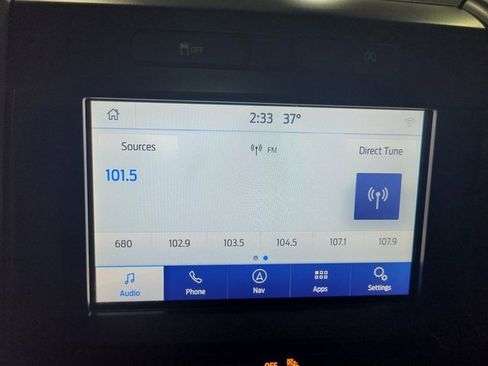 OFF
2:33 37°
Sources
FM
Direct Tune
101.5
680 102.9 103.5 104.5 107.1 107.9
Audio Phone Nav Apps Settings
OFF